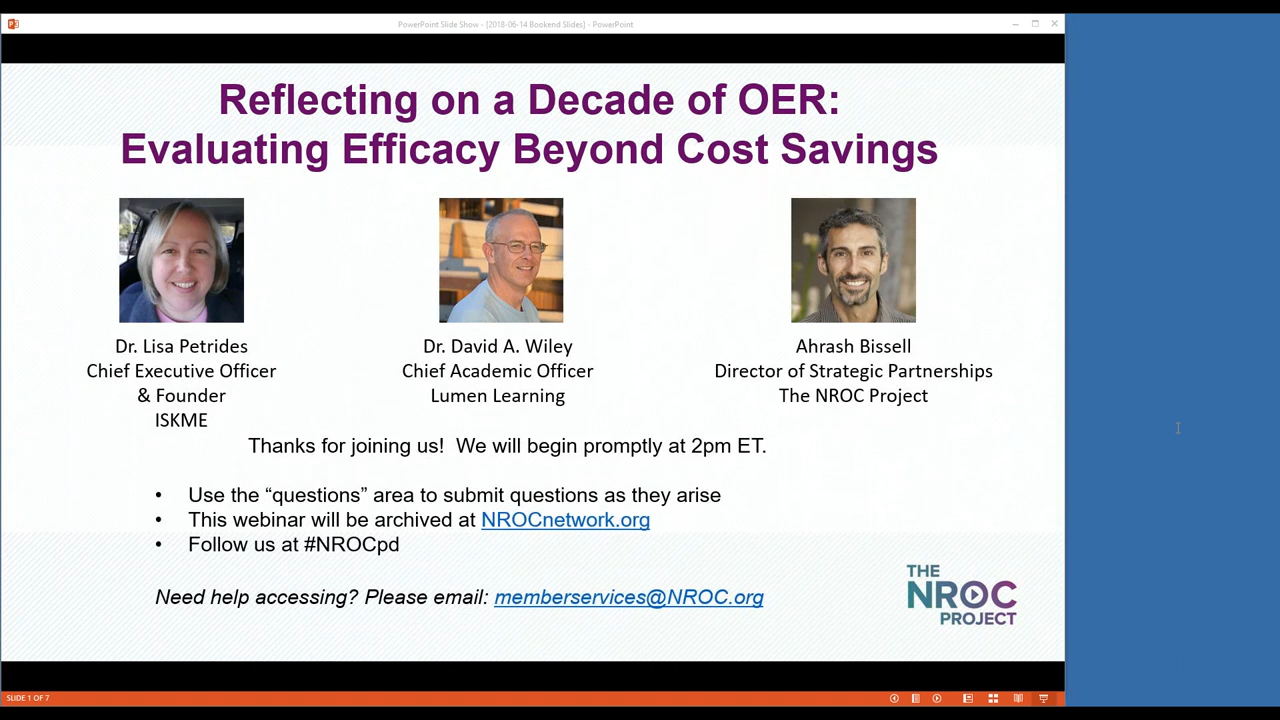 PowerPoint Slide Show - [2018-06-14 Bookend Slides] - PowerPoint
Reflecting on a Decade of OER:
Evaluating Efficacy Beyond Cost Savings
Dr. Lisa Petrides
Chief Executive Officer
& Founder
ISKME
Dr. David A. Wiley
Chief Academic Officer
Lumen Learning
Ahrash Bissell
Director of Strategic Partnerships
The NROC Project
Thanks for joining us!  We will begin promptly at 2pm ET.
• Use the “questions” area to submit questions as they arise
• This webinar will be archived at NROCnetwork.org
• Follow us at #NROCpd
Need help accessing? Please email: memberservices@NROC.org
THE
NROC
PROJECT
SLIDE 1 OF 7